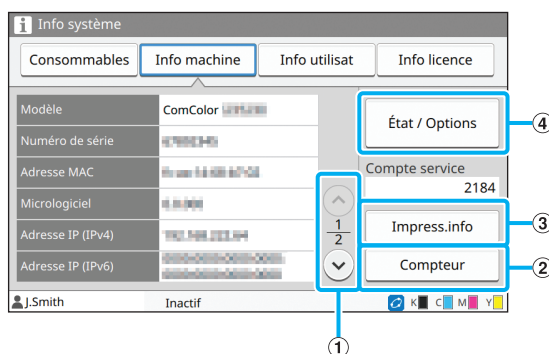 Info système
Consommables
Info machine
Info utilisat
Info licence
Modèle
ComColor
Numéro de série
Adresse MAC
Micrologiciel
Adresse IP (IPv4)
Adresse IP (IPv6)
1
2
État / Options
Compte service
2184
Impress.info
Compteur
J.Smith
Inactif
K
C
M
Y
④
③
②
①